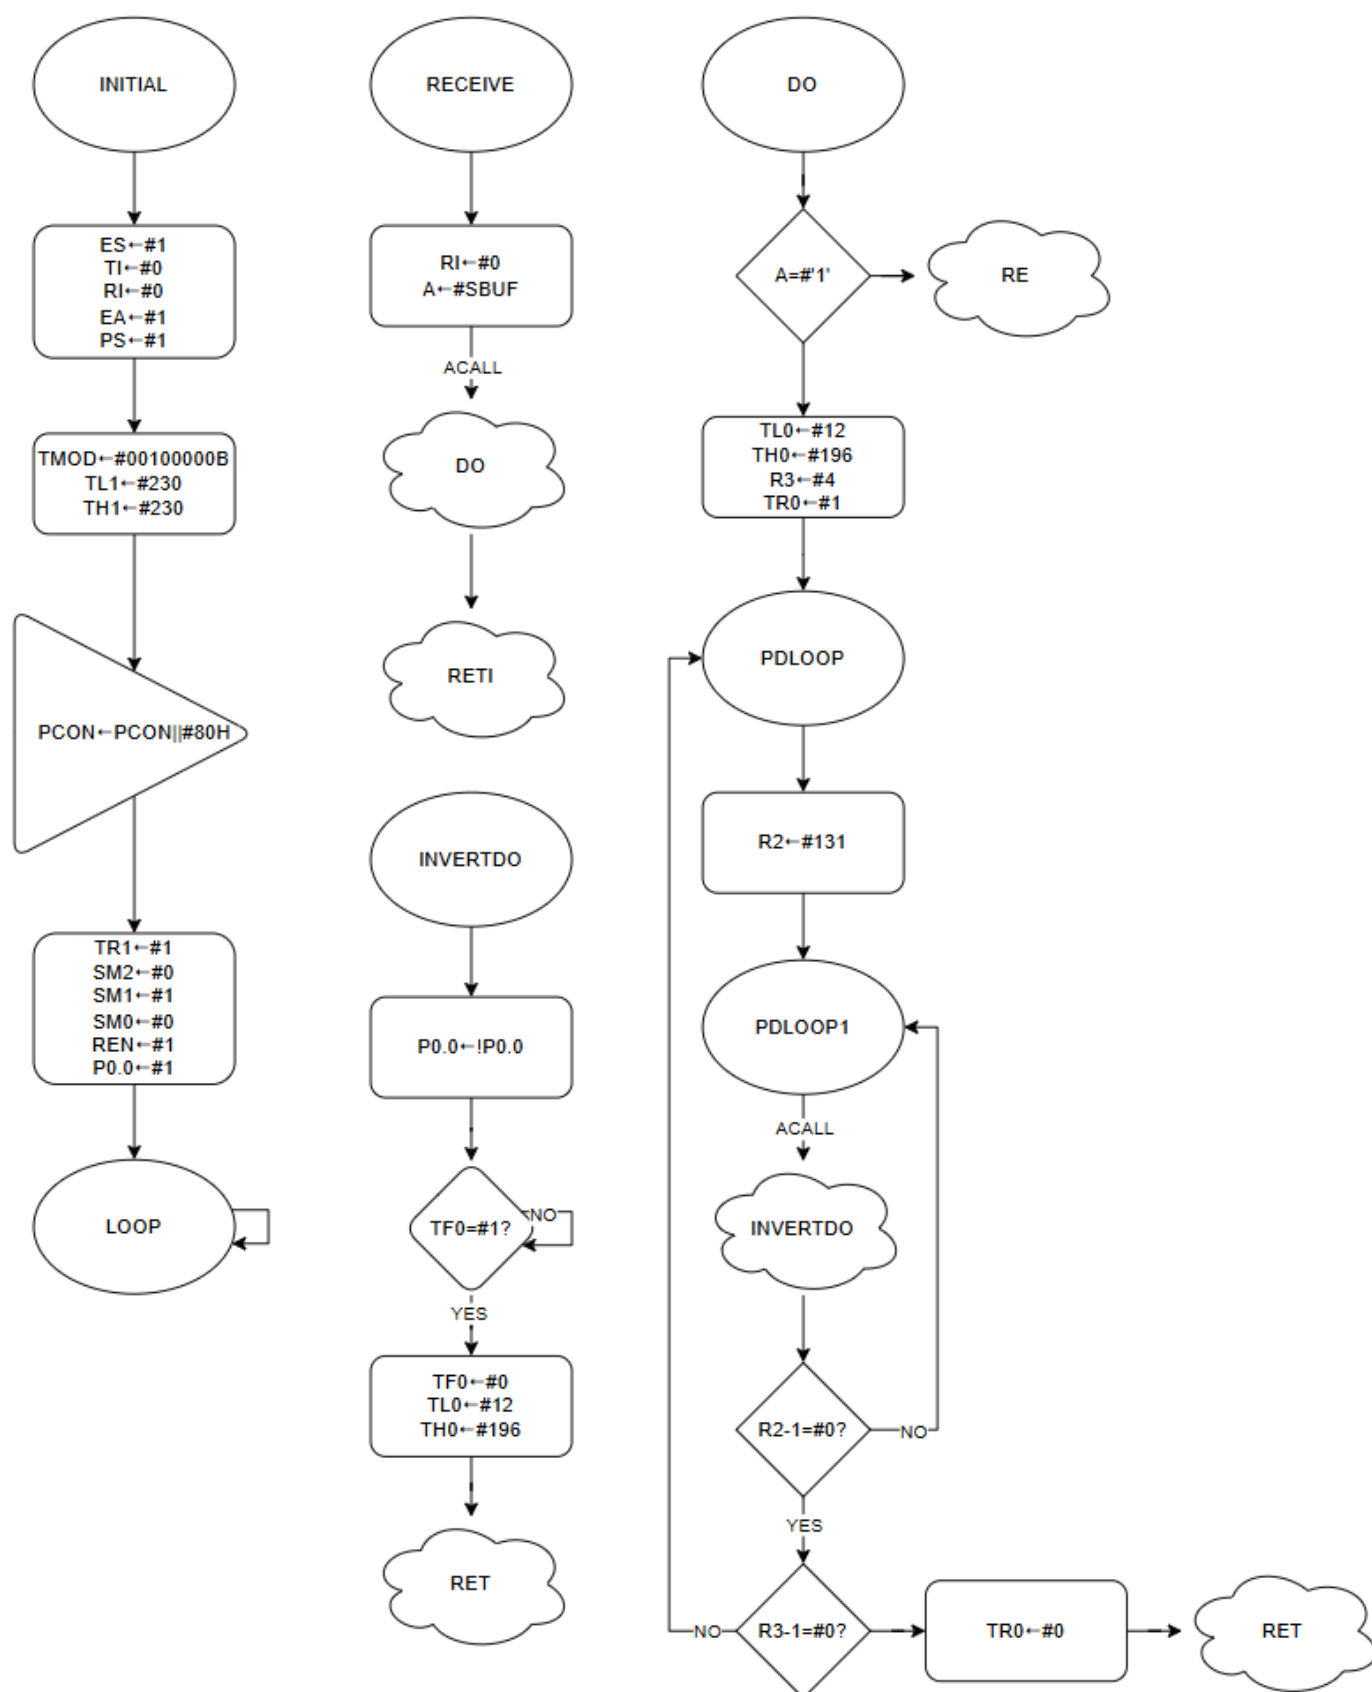 INITIAL
ES←#1
TI←#0
RI←#0
EA←#1
PS←#1
TMOD←#00100000B
TL1←#230
TH1←#230
PCON←PCON||#80H
TR1←#1
SM2←#0
SM1←#1
SM0←#0
REN←#1
P0.0←#1
LOOP
RECEIVE
RI←#0
A←#SBUF
ACALL
DO
RETI
INVERTDO
P0.0←!P0.0
TF0=#1?
NO
YES
TF0←#0
TL0←#12
TH0←#196
RET
DO
A=#'1'
RE
TL0←#12
TH0←#196
R3←#4
TR0←#1
PDLOOP
R2←#131
PDLOOP1
ACALL
INVERTDO
R2-1=#0?
NO
YES
R3-1=#0?
NO
TR0←#0
RET